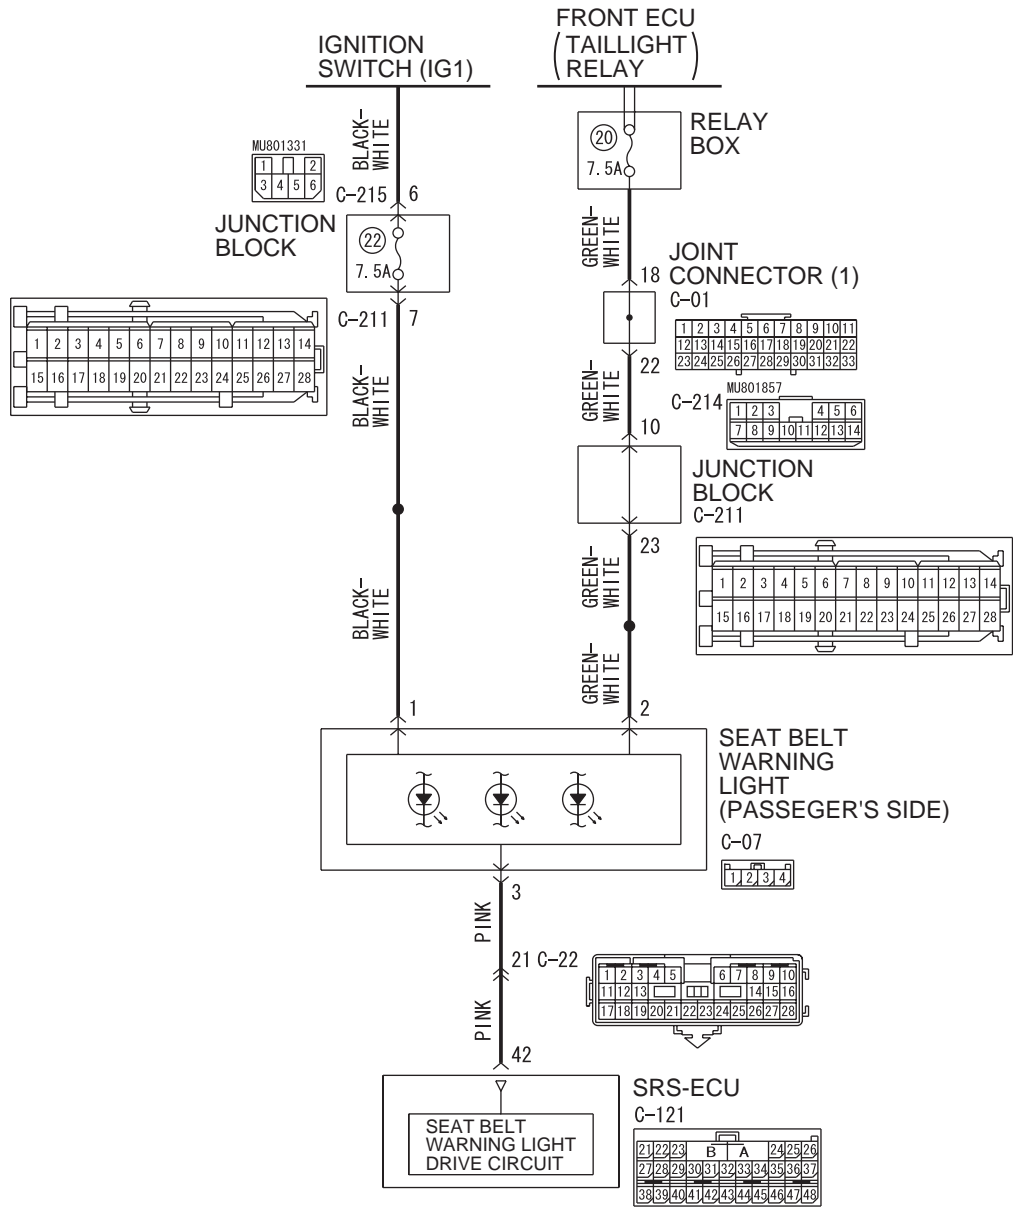 FRONT ECU
(TAILLIGHT
RELAY)
IGNITION
SWITCH (IG1)
BLACK-
WHITE
RELAY
BOX
20
7.5A
MU801331
1 2
3 4 5 6
C-215 6
JUNCTION
BLOCK
22
7.5A
GREEN-
WHITE
18
JOINT
CONNECTOR (1)
C-01
1 2 3 4 5 6 7 8 9 10 11
12 13 14 15 16 17 18 19 20 21 22
23 24 25 26 27 28 29 30 31 32 33
C-211 7
1 2 3 4 5 6 7 8 9 10 11 12 13 14
15 16 17 18 19 20 21 22 23 24 25 26 27 28
BLACK-
WHITE
22
GREEN-
WHITE
10
C-214
MU801857
1 2 3 4 5 6
7 8 9 10 11 12 13 14
JUNCTION
BLOCK
C-211
23
GREEN-
WHITE
1 2 3 4 5 6 7 8 9 10 11 12 13 14
15 16 17 18 19 20 21 22 23 24 25 26 27 28
BLACK-
WHITE
GREEN-
WHITE
1
2
SEAT BELT
WARNING
LIGHT
(PASSEGER'S SIDE)
C-07
1 2 3 4
3
PINK
21 C-22
1 2 3 4 5 6 7 8 9 10
11 12 13 14 15 16
17 18 19 20 21 22 23 24 25 26 27 28
PINK
42
SRS-ECU
C-121
SEAT BELT
WARNING LIGHT
DRIVE CIRCUIT
21 22 23 B A 24 25 26
27 28 29 30 31 32 33 34 35 36 37
38 39 40 41 42 43 44 45 46 47 48